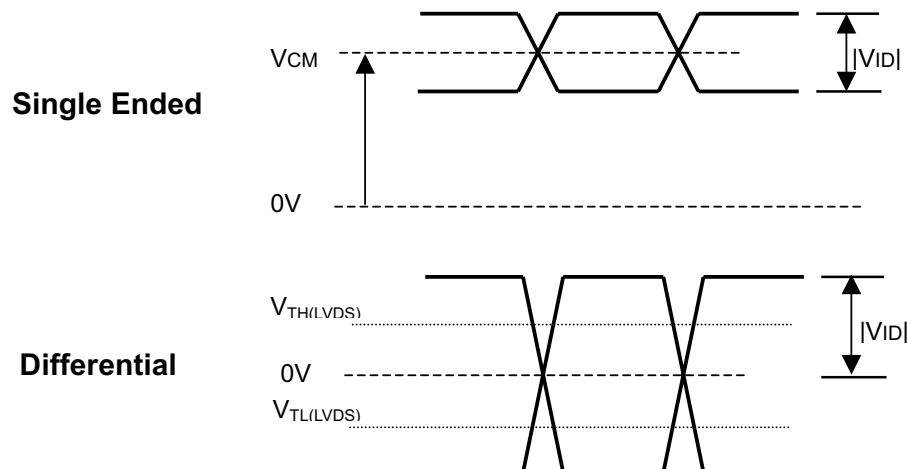 VCM
|VID|
Single Ended
0V
VTH(LVDS)
|VID|
Differential
0V
VTL(LVDS)